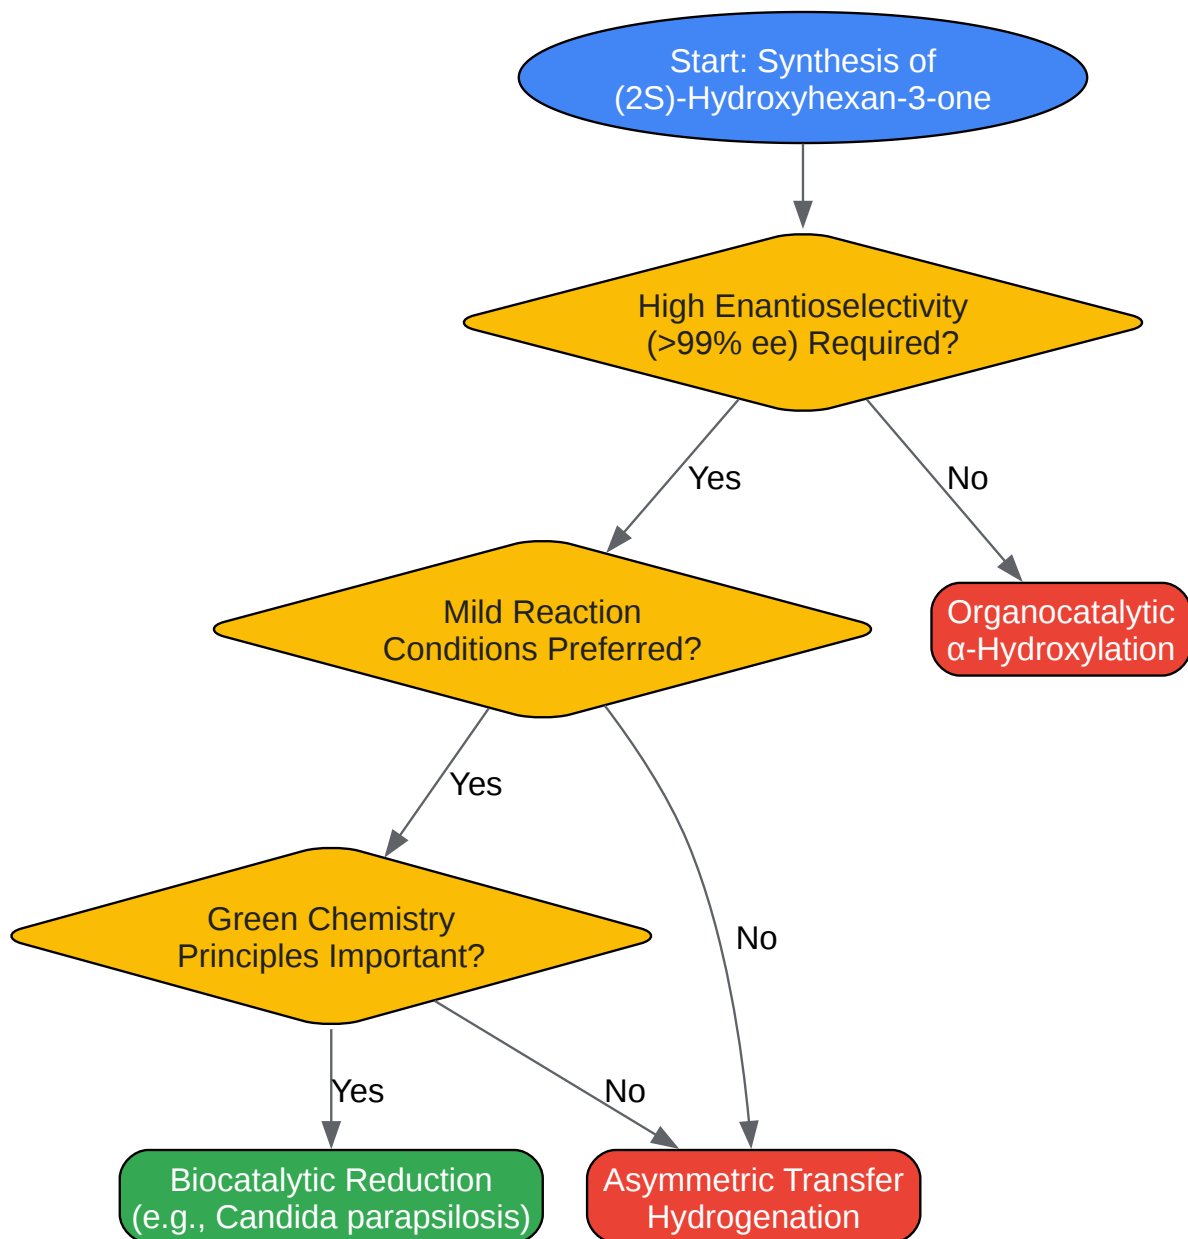 Start: Synthesis of
(2S)-Hydroxyhexan-3-one
High Enantioselectivity
(>99% ee) Required?
Yes
No
Mild Reaction
Conditions Preferred?
Organocatalytic
α-Hydroxylation
Yes
No
Green Chemistry
Principles Important?
Yes
No
Biocatalytic Reduction
(e.g., Candida parapsilosis)
Asymmetric Transfer
Hydrogenation